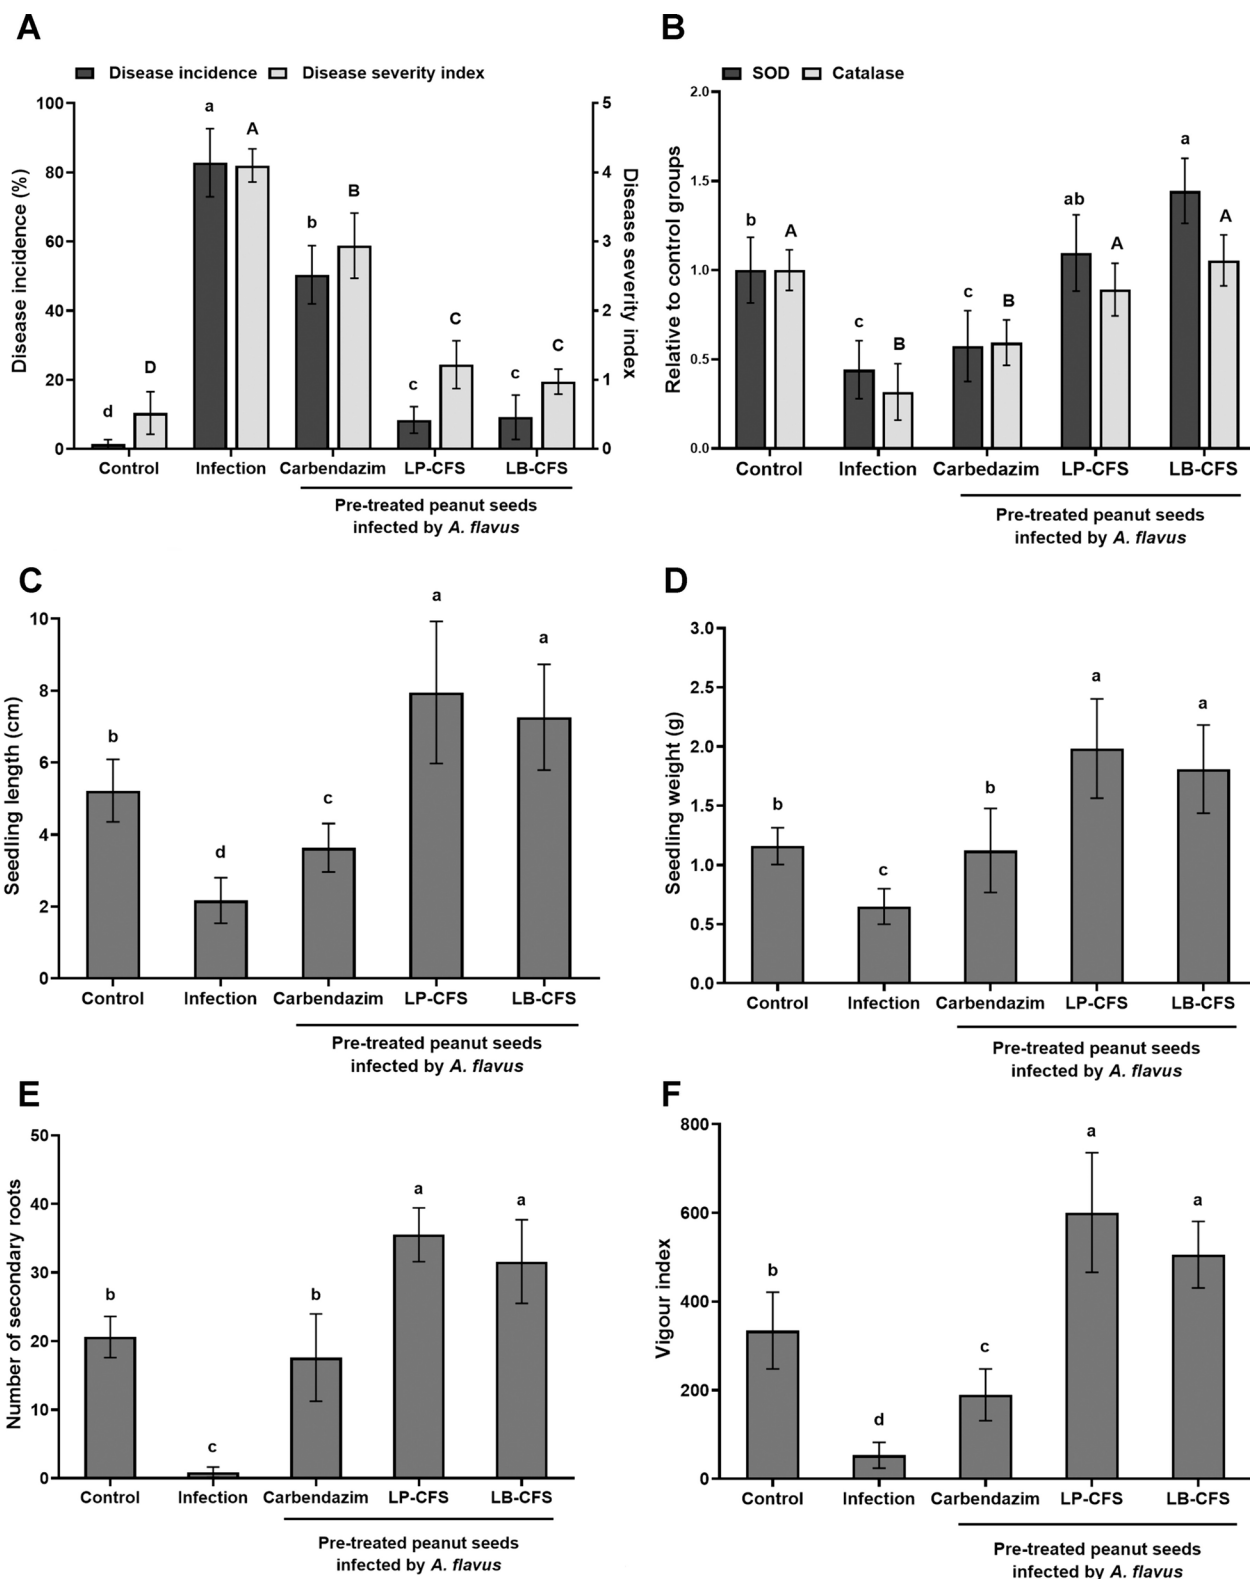 A
Disease incidence Disease severity index
Disease incidence (%)
100
80
60
40
20
0
5
4
3
2
1
0
Disease severity index
d D a A b B c C c C
Control Infection Carbendazim LP-CFS LB-CFS
Pre-treated peanut seeds
infected by A. flavus
B
SOD Catalase
Relative to control groups
2.0
1.5
1.0
0.5
0.0
b A c B c B ab A a A
Control Infection Carbedazim LP-CFS LB-CFS
Pre-treated peanut seeds
infected by A. flavus
C
Seedling length (cm)
10
8
6
4
2
0
b d c a a
Control Infection Carbendazim LP-CFS LB-CFS
Pre-treated peanut seeds
infected by A. flavus
D
Seedling weight (g)
3.0
2.5
2.0
1.5
1.0
0.5
0.0
b c b a a
Control Infection Carbendazim LP-CFS LB-CFS
Pre-treated peanut seeds
infected by A. flavus
E
Number of secondary roots
50
40
30
20
10
0
b c b a a
Control Infection Carbendazim LP-CFS LB-CFS
Pre-treated peanut seeds
infected by A. flavus
F
Vigour index
800
600
400
200
0
b d c a a
Control Infection Carbendazim LP-CFS LB-CFS
Pre-treated peanut seeds
infected by A. flavus